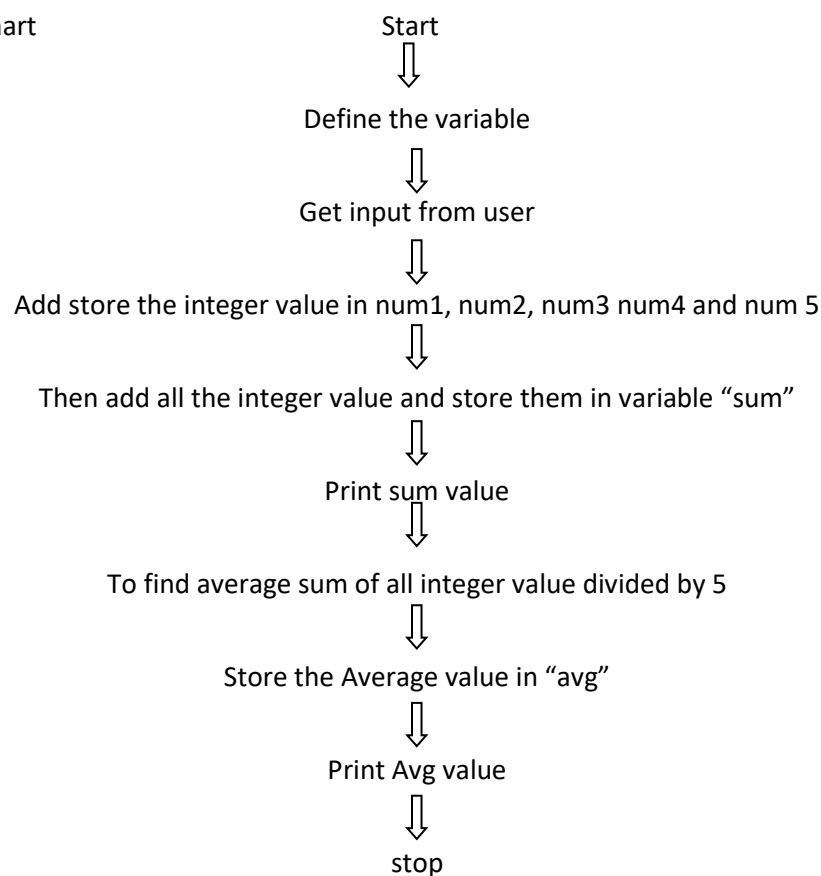 art
Start
Define the variable
Get input from user
Add store the integer value in num1, num2, num3 num4 and num 5
Then add all the integer value and store them in variable “sum”
Print sum value
To find average sum of all integer value divided by 5
Store the Average value in “avg”
Print Avg value
stop